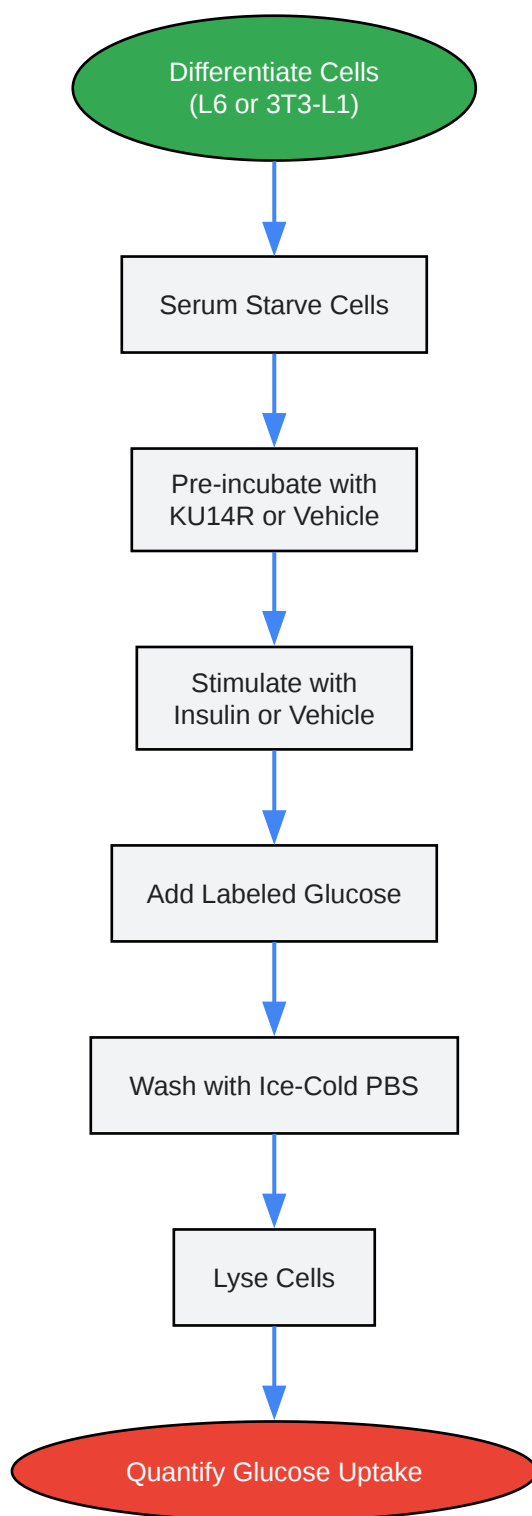 Differentiate Cells
(L6 or 3T3-L1)
Serum Starve Cells
Pre-incubate with
KU14R or Vehicle
Stimulate with
Insulin or Vehicle
Add Labeled Glucose
Wash with Ice-Cold PBS
Lyse Cells
Quantify Glucose Uptake